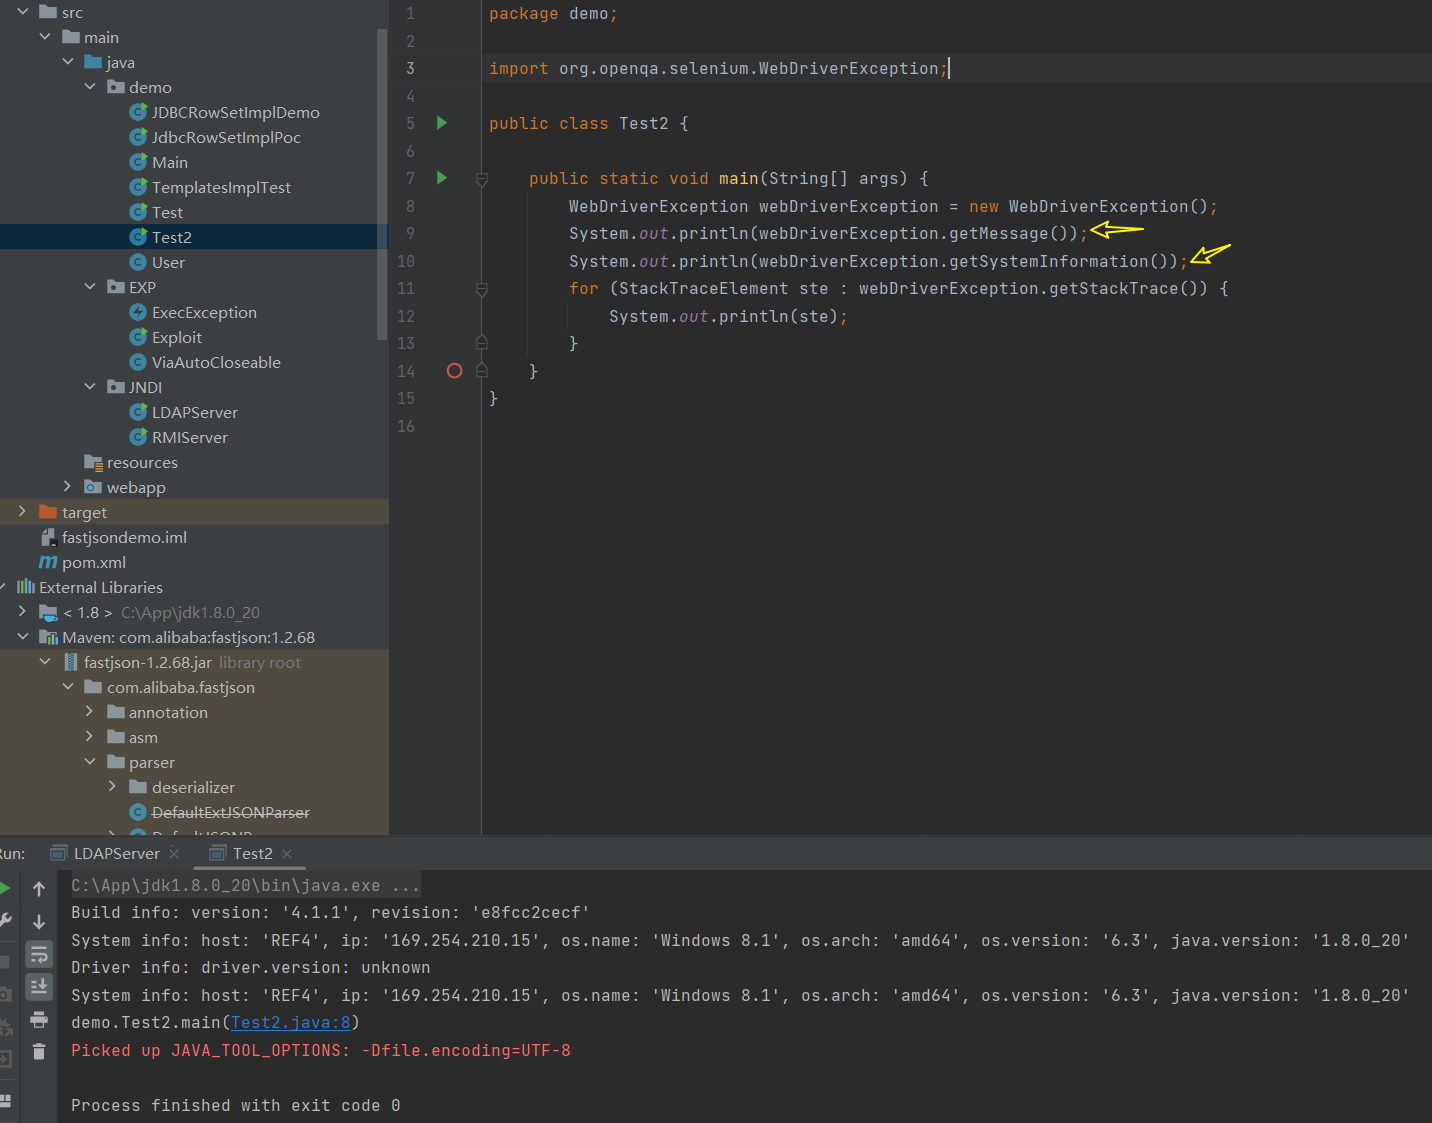 src
main
java
demo
JDBCRowSetImplDemo
JdbcRowSetImplPoc
Main
TemplatesImplTest
Test
Test2
User
EXP
ExecException
Exploit
ViaAutoCloseable
JNDI
LDAPServer
RMIServer
resources
webapp
target
fastjsondemo.iml
pom.xml
External Libraries
< 1.8 > C:\App\jdk1.8.0_20
Maven: com.alibaba:fastjson:1.2.68
fastjson-1.2.68.jar library root
com.alibaba.fastjson
annotation
asm
parser
deserializer
DefaultExtJSONParser
1 package demo;
2
3 import org.openqa.selenium.WebDriverException;
4
5 public class Test2 {
6
7 public static void main(String[] args) {
8 WebDriverException webDriverException = new WebDriverException();
9 System.out.println(webDriverException.getMessage());
10 System.out.println(webDriverException.getSystemInformation());
11 for (StackTraceElement ste : webDriverException.getStackTrace()) {
12 System.out.println(ste);
13 }
14 }
15 }
16
Run: LDAPServer Test2
C:\App\jdk1.8.0_20\bin\java.exe ...
Build info: version: '4.1.1', revision: 'e8fcc2cecf'
System info: host: 'REF4', ip: '169.254.210.15', os.name: 'Windows 8.1', os.arch: 'amd64', os.version: '6.3', java.version: '1.8.0_20'
Driver info: driver.version: unknown
System info: host: 'REF4', ip: '169.254.210.15', os.name: 'Windows 8.1', os.arch: 'amd64', os.version: '6.3', java.version: '1.8.0_20'
demo.Test2.main(Test2.java:8)
Picked up JAVA_TOOL_OPTIONS: -Dfile.encoding=UTF-8
Process finished with exit code 0